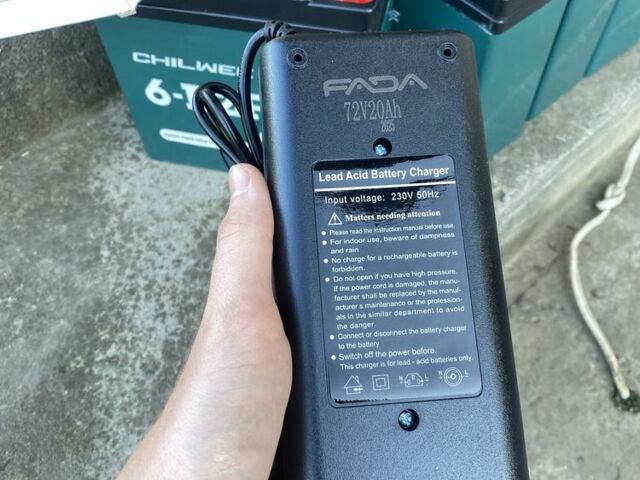 CHILWEE
FADA
72V20Ah
2025
Lead Acid Battery Charger
Input voltage: 230V 50Hz
Matters needing attention
● Please read the instruction manual before use.
● For indoor use, beware of dampness
and rain
● No charge for a rechargeable battery is
forbidden.
● Do not open if you have high pressure.
If the power cord is damaged, the manu-
facturer shall be replaced by the manuf-
acturer s maintenance or the profession-
als in the similar department to avoid
the danger.
● Connect or disconnect the battery charger
to the battery
● Switch off the power before.
This charger is for lead - acid batteries only.
N L N L